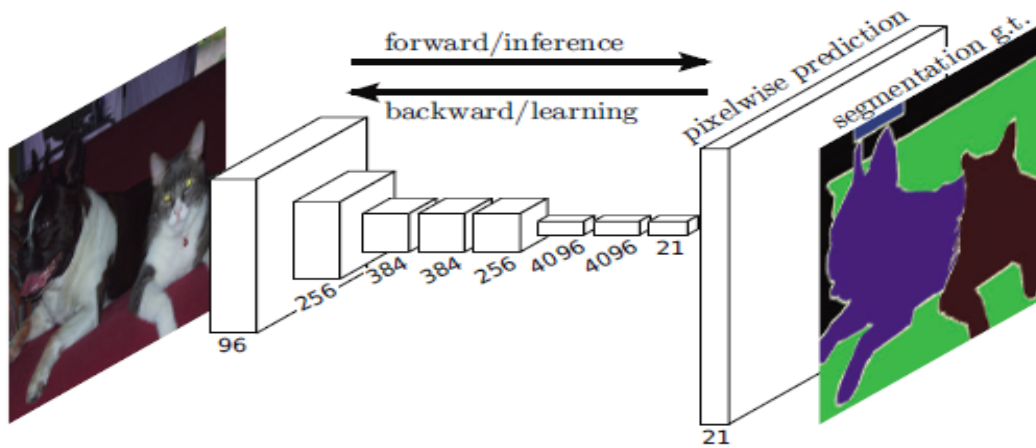 forward/inference
backward/learning
pixelwise prediction
segmentation g.t.
96
256
384
384
256
4096
4096
21
21